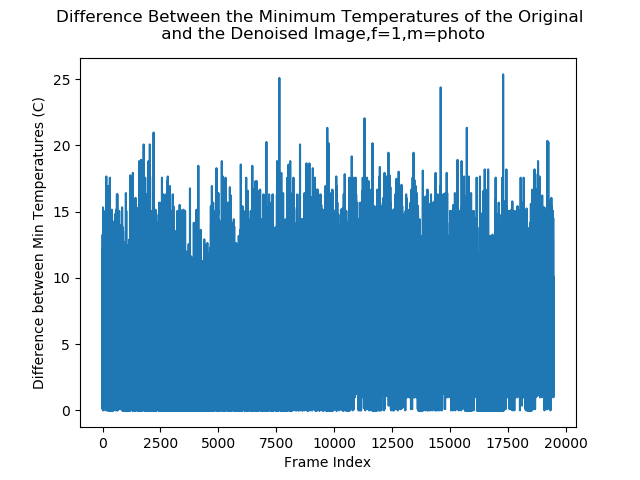 Difference Between the Minimum Temperatures of the Original
and the Denoised Image,f=1,m=photo
Difference between Min Temperatures (C)
25
20
15
10
5
0
0 2500 5000 7500 10000 12500 15000 17500 20000
Frame Index